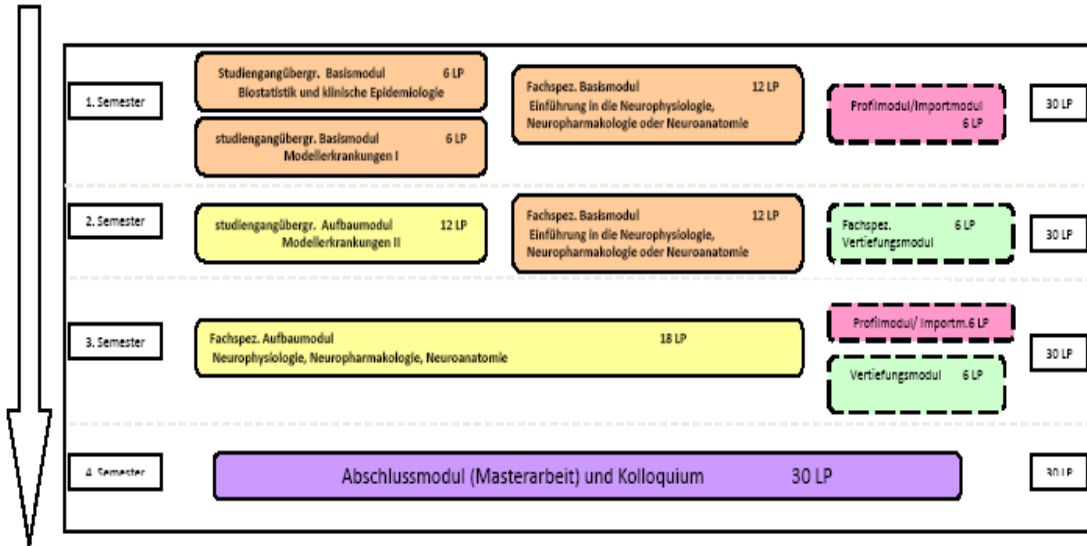 1. Semester
Studiengangübergr. Basismodul 6 LP
Biostatistik und klinische Epidemiologie
studiengangübergr. Basismodul 6 LP
Modellerkrankungen I
Fachspez. Basismodul 12 LP
Einführung in die Neurophysiologie,
Neuropharmakologie oder Neuroanatomie
Profilmodul/Importmodul
6 LP
30 LP
2. Semester
studiengangübergr. Aufbaumodul 12 LP
Modellerkrankungen II
Fachspez. Basismodul 12 LP
Einführung in die Neurophysiologie,
Neuropharmakologie oder Neuroanatomie
Fachspez. 6 LP
Vertiefungsmodul
30 LP
3. Semester
Fachspez. Aufbaumodul 18 LP
Neurophysiologie, Neuropharmakologie, Neuroanatomie
Profilmodul/ Importm.6 LP
Vertiefungsmodul 6 LP
30 LP
4. Semester
Abschlussmodul (Masterarbeit) und Kolloquium 30 LP
30 LP